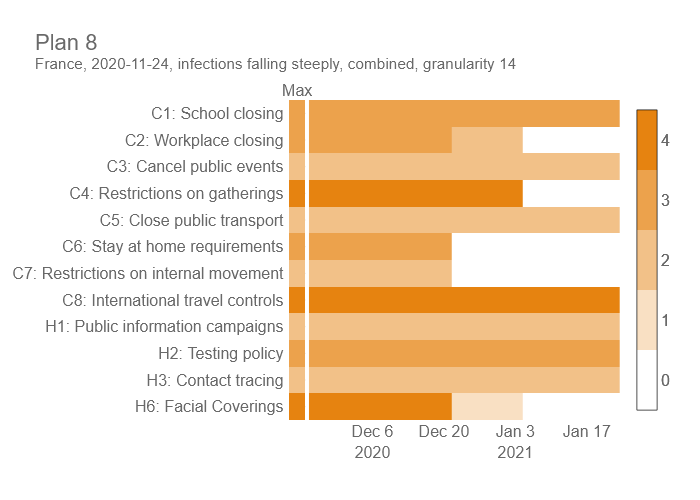 Plan 8
France, 2020-11-24, infections falling steeply, combined, granularity 14
Max
C1: School closing
C2: Workplace closing
C3: Cancel public events
C4: Restrictions on gatherings
C5: Close public transport
C6: Stay at home requirements
C7: Restrictions on internal movement
C8: International travel controls
H1: Public information campaigns
H2: Testing policy
H3: Contact tracing
H6: Facial Coverings
4
3
2
1
0
Dec 6 Dec 20 Jan 3 Jan 17
2020 2021